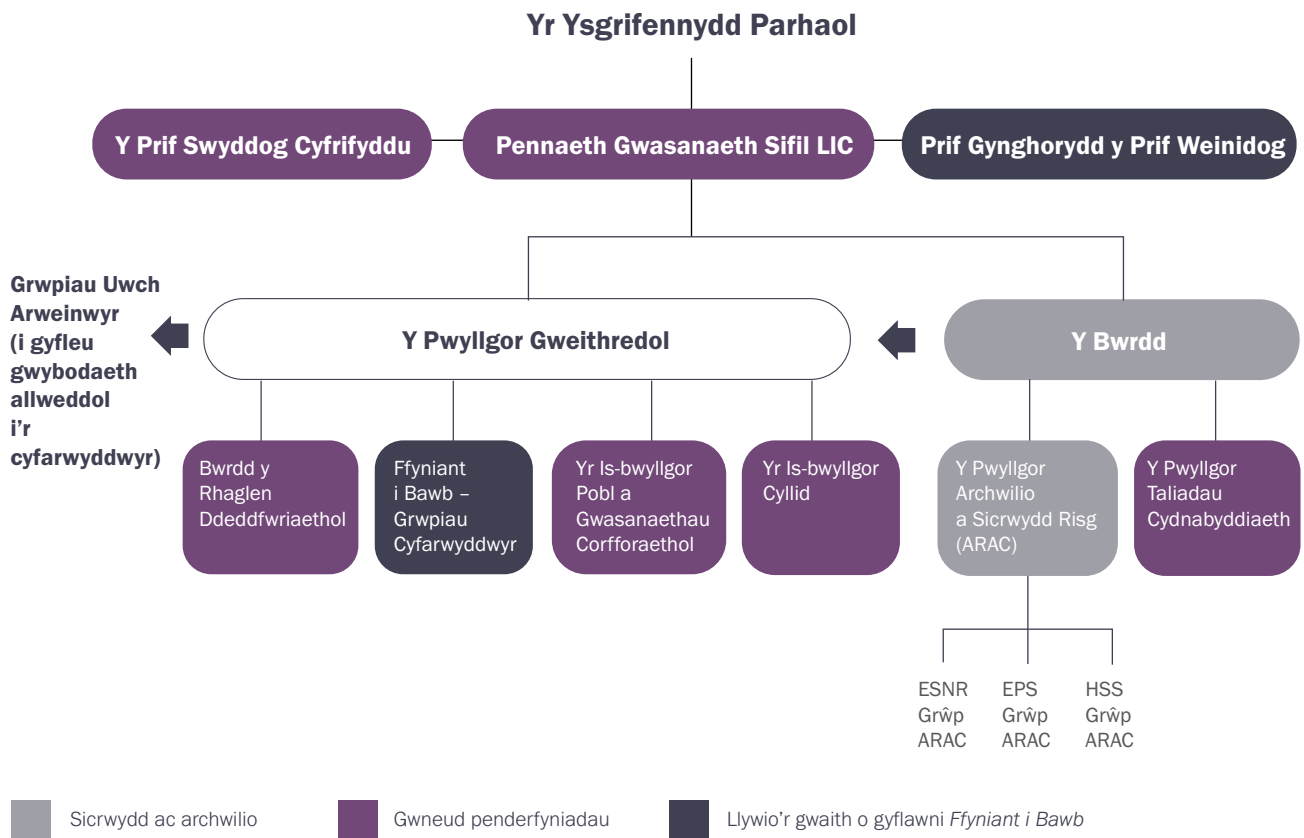 Yr Ysgrifennydd Parhaol
Y Prif Swyddog Cyfrifyddu
Pennaeth Gwasanaeth Sifil LlC
Prif Gynghorydd y Prif Weinidog
Grwpiau Uwch
Arweinwyr
(i gyfleu
gwybodaeth
allweddol
i'r
cyfarwyddwyr)
Y Pwyllgor Gweithredol
Y Bwrdd
Bwrdd y
Rhaglen
Ddeddfwriaethol
Ffyniant
i Bawb –
Grwpiau
Cyfarwyddwyr
Yr Is-bwyllgor
Pobl a
Gwasanaethau
Corfforaethol
Yr Is-bwyllgor
Cyllid
Y Pwyllgor
Archwilio
a Sicrwydd Risg
(ARAC)
Y Pwyllgor
Taliadau
Cydnabyddiaeth
ESNR
Grŵp
ARAC
EPS
Grŵp
ARAC
HSS
Grŵp
ARAC
Sicrwydd ac archwilio
Gwneud penderfyniadau
Llywio'r gwaith o gyflawni Ffyniant i Bawb